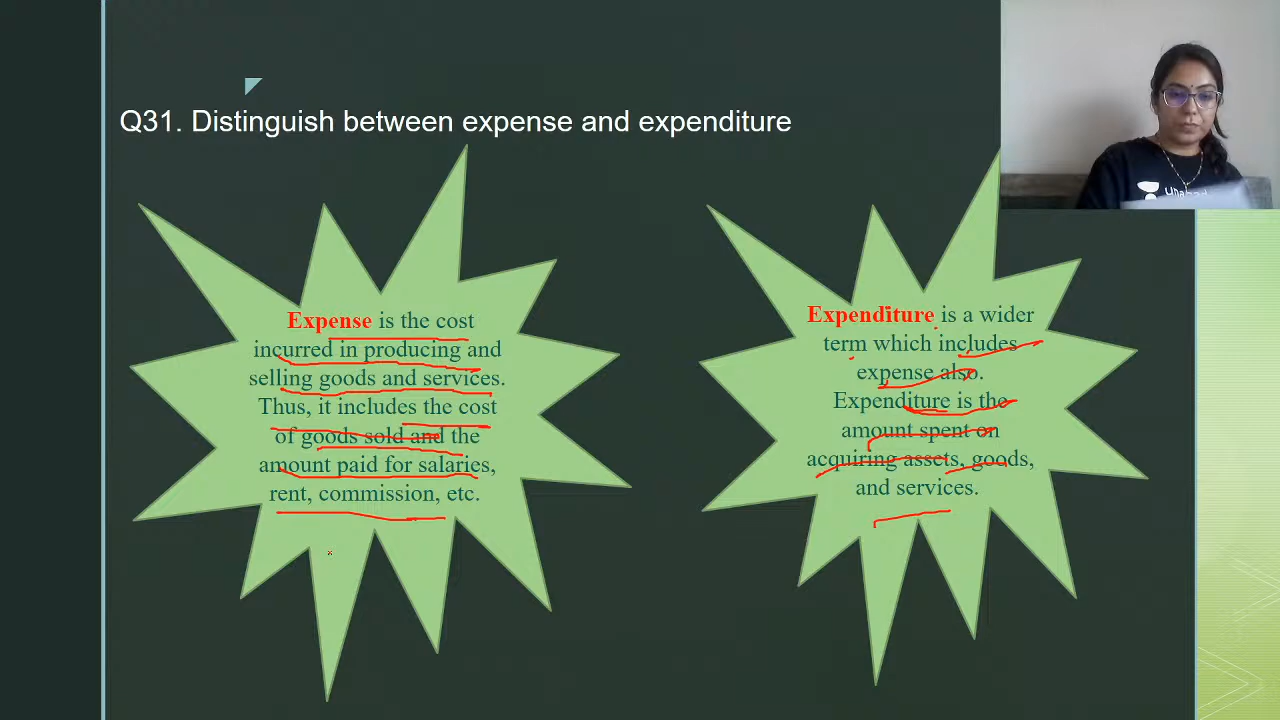 Q31. Distinguish between expense and expenditure
Expense is the cost
incurred in producing and
selling goods and services.
Thus, it includes the cost
of goods sold and the
amount paid for salaries,
rent, commission, etc.
Expenditure is a wider
term which includes
expense also.
Expenditure is the
amount spent on
acquiring assets, goods,
and services.